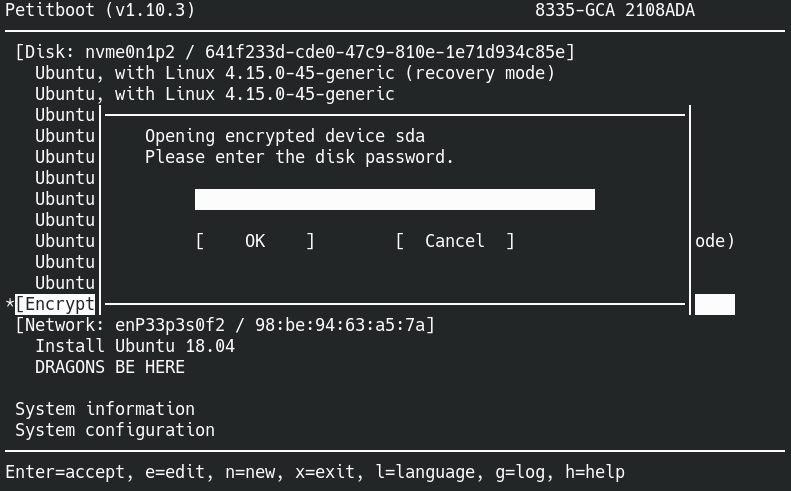 Petitboot (v1.10.3) 8335-GCA 2108ADA
[Disk: nvme0n1p2 / 641f233d-cde0-47c9-810e-1e71d934c85e]
Ubuntu, with Linux 4.15.0-45-generic (recovery mode)
Ubuntu, with Linux 4.15.0-45-generic
Ubuntu
Ubuntu Opening encrypted device sda
Ubuntu Please enter the disk password.
Ubuntu
Ubuntu
Ubuntu
Ubuntu [ OK ] [ Cancel ] ode)
Ubuntu
Ubuntu
*[Encrypt
[Network: enP33p3s0f2 / 98:be:94:63:a5:7a]
Install Ubuntu 18.04
DRAGONS BE HERE
System information
System configuration
Enter=accept, e=edit, n=new, x=exit, l=language, g=log, h=help